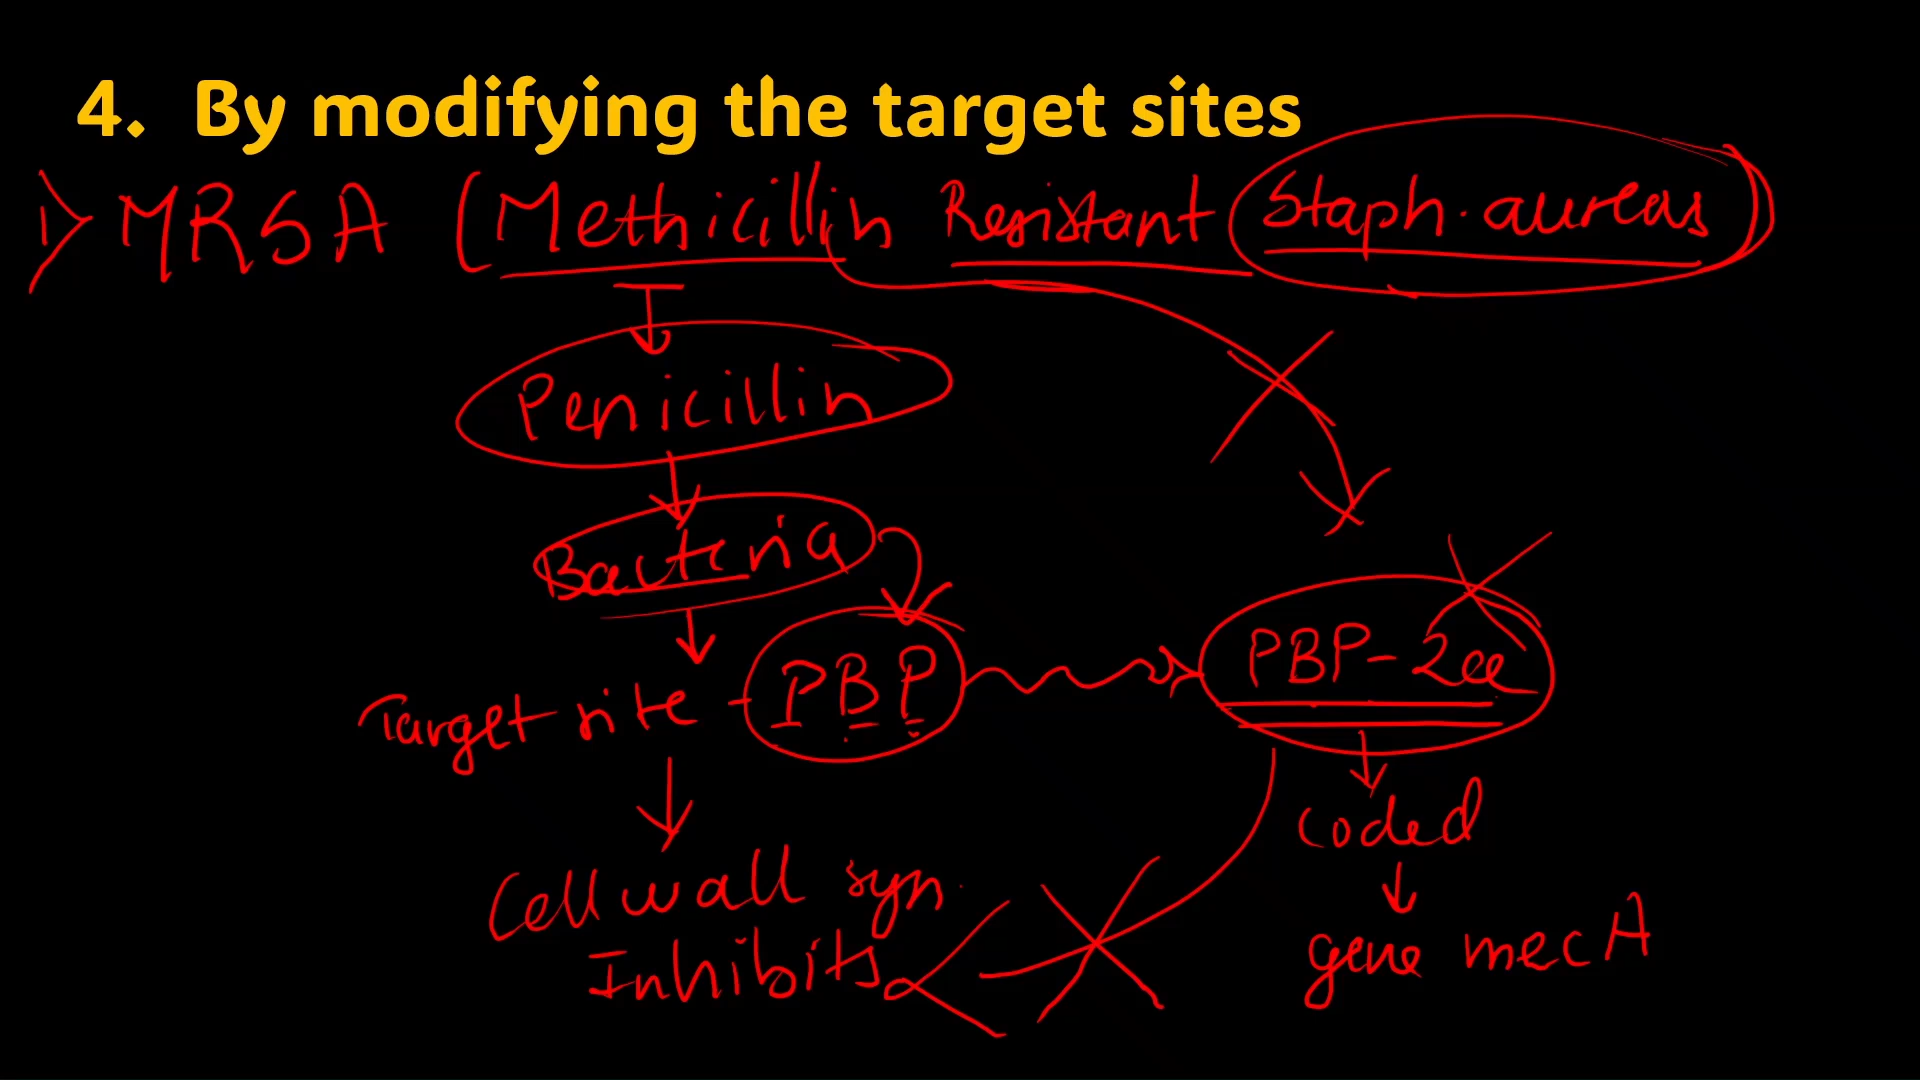 4. By modifying the target sites
1) MRSA (Methicillin Resistant Staph. aureus)
Penicillin
Bacteria
Target site - PBP
PBP-2a
Cell wall syn.
Inhibits
coded
gene mecA